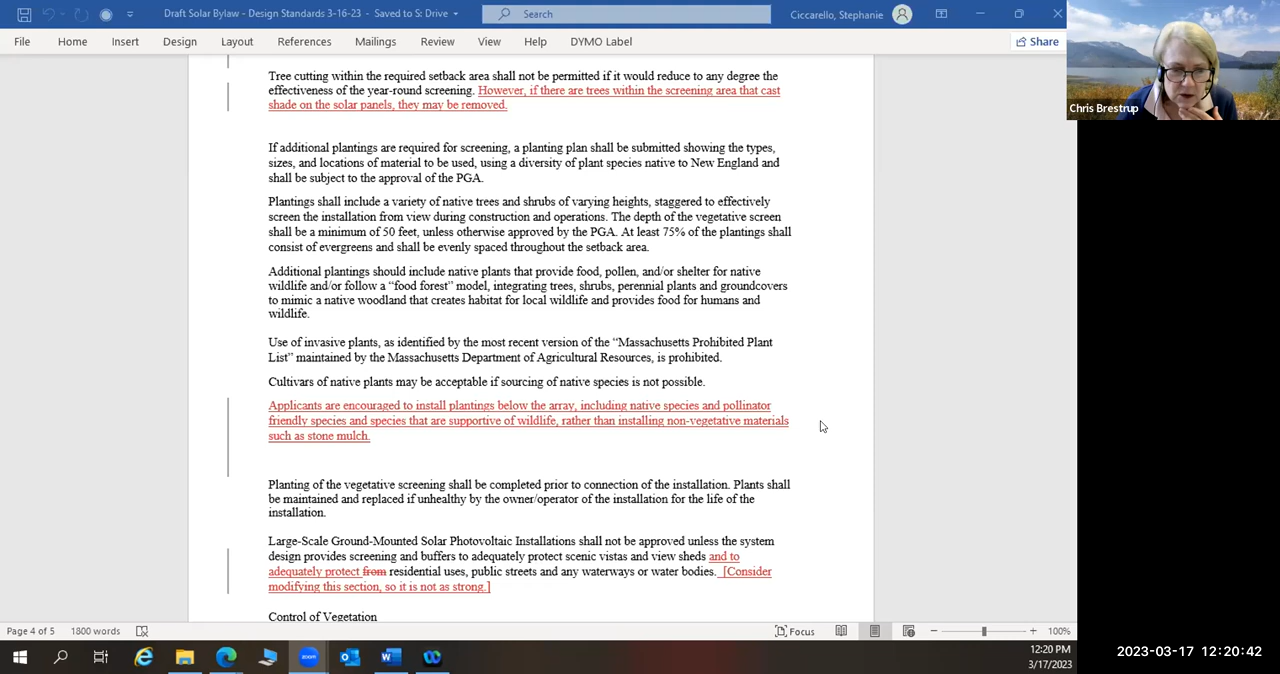 Draft Solar Bylaw - Design Standards 3-16-23 - Saved to S: Drive
Search
Ciccarello, Stephanie
File Home Insert Design Layout References Mailings Review View Help DYMO Label
Share
Chris Brestrup
Tree cutting within the required setback area shall not be permitted if it would reduce to any degree the
effectiveness of the year-round screening. However, if there are trees within the screening area that cast
shade on the solar panels, they may be removed.
If additional plantings are required for screening, a planting plan shall be submitted showing the types,
sizes, and locations of material to be used, using a diversity of plant species native to New England and
shall be subject to the approval of the PGA.
Plantings shall include a variety of native trees and shrubs of varying heights, staggered to effectively
screen the installation from view during construction and operations. The depth of the vegetative screen
shall be a minimum of 50 feet, unless otherwise approved by the PGA. At least 75% of the plantings shall
consist of evergreens and shall be evenly spaced throughout the setback area.
Additional plantings should include native plants that provide food, pollen, and/or shelter for native
wildlife and/or follow a “food forest” model, integrating trees, shrubs, perennial plants and groundcovers
to mimic a native woodland that creates habitat for local wildlife and provides food for humans and
wildlife.
Use of invasive plants, as identified by the most recent version of the “Massachusetts Prohibited Plant
List” maintained by the Massachusetts Department of Agricultural Resources, is prohibited.
Cultivars of native plants may be acceptable if sourcing of native species is not possible.
Applicants are encouraged to install plantings below the array, including native species and pollinator
friendly species and species that are supportive of wildlife, rather than installing non-vegetative materials
such as stone mulch.
Planting of the vegetative screening shall be completed prior to connection of the installation. Plants shall
be maintained and replaced if unhealthy by the owner/operator of the installation for the life of the
installation.
Large-Scale Ground-Mounted Solar Photovoltaic Installations shall not be approved unless the system
design provides screening and buffers to adequately protect scenic vistas and view sheds and to
adequately protect from residential uses, public streets and any waterways or water bodies. [Consider
modifying this section, so it is not as strong.]
Control of Vegetation
Page 4 of 5 1800 words Focus 100%
12:20 PM
3/17/2023
2023-03-17 12:20:42